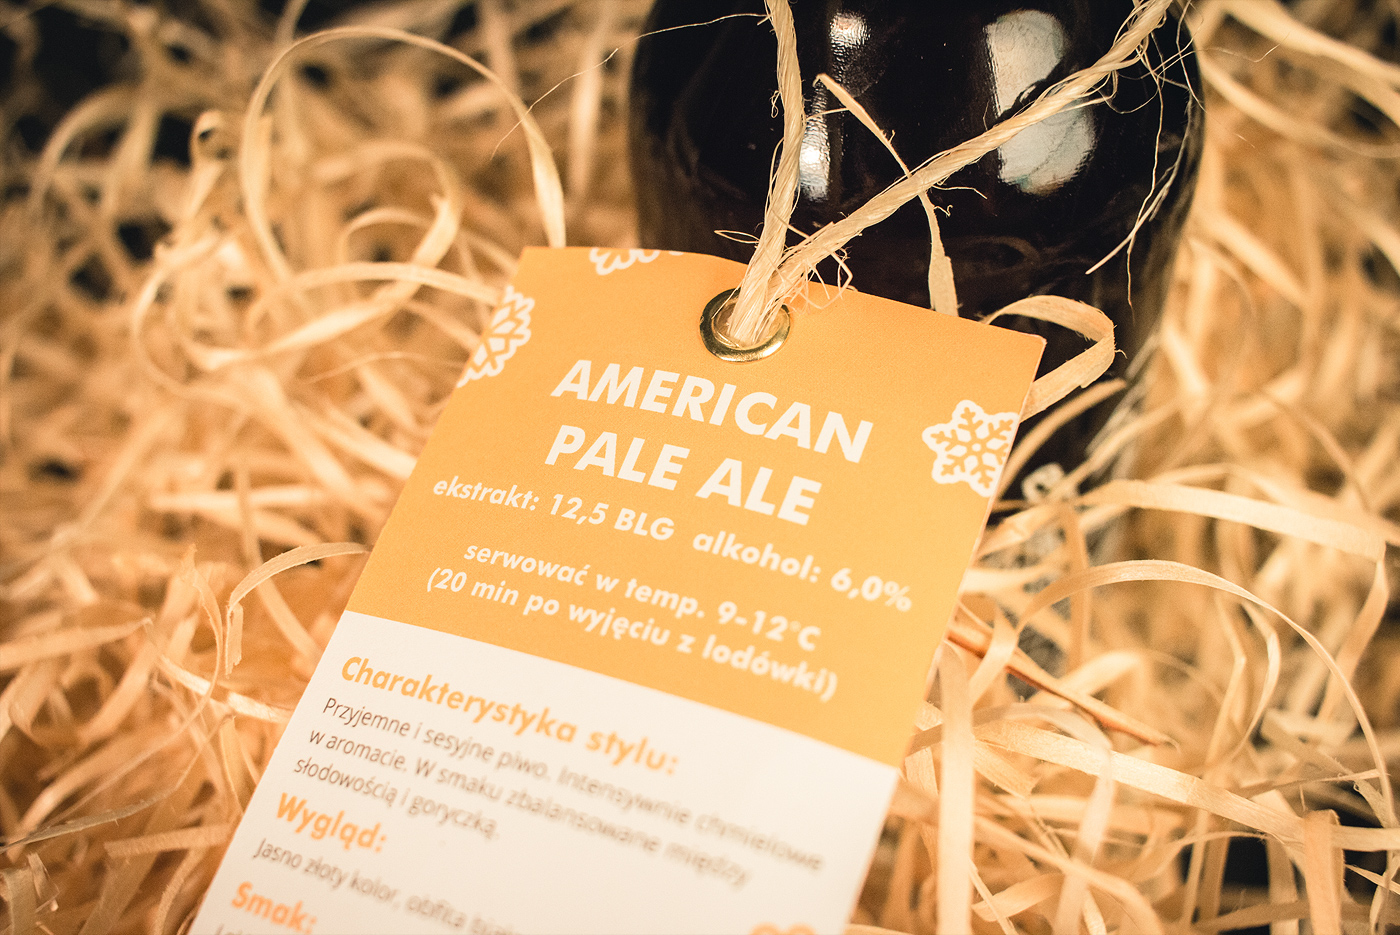 AMERICAN
PALE ALE
ekstrakt: 12,5 BLG alkohol: 6,0%
serwować w temp. 9-12°C
(20 min po wyjęciu z lodówki)
Charakterystyka stylu:
Przyjemne i sesyjne piwo. Intensywnie chmielowe
w aromacie. W smaku zbalansowane między
słodowością i goryczką.
Wygląd:
Jasno złoty kolor, obfita
Smak: